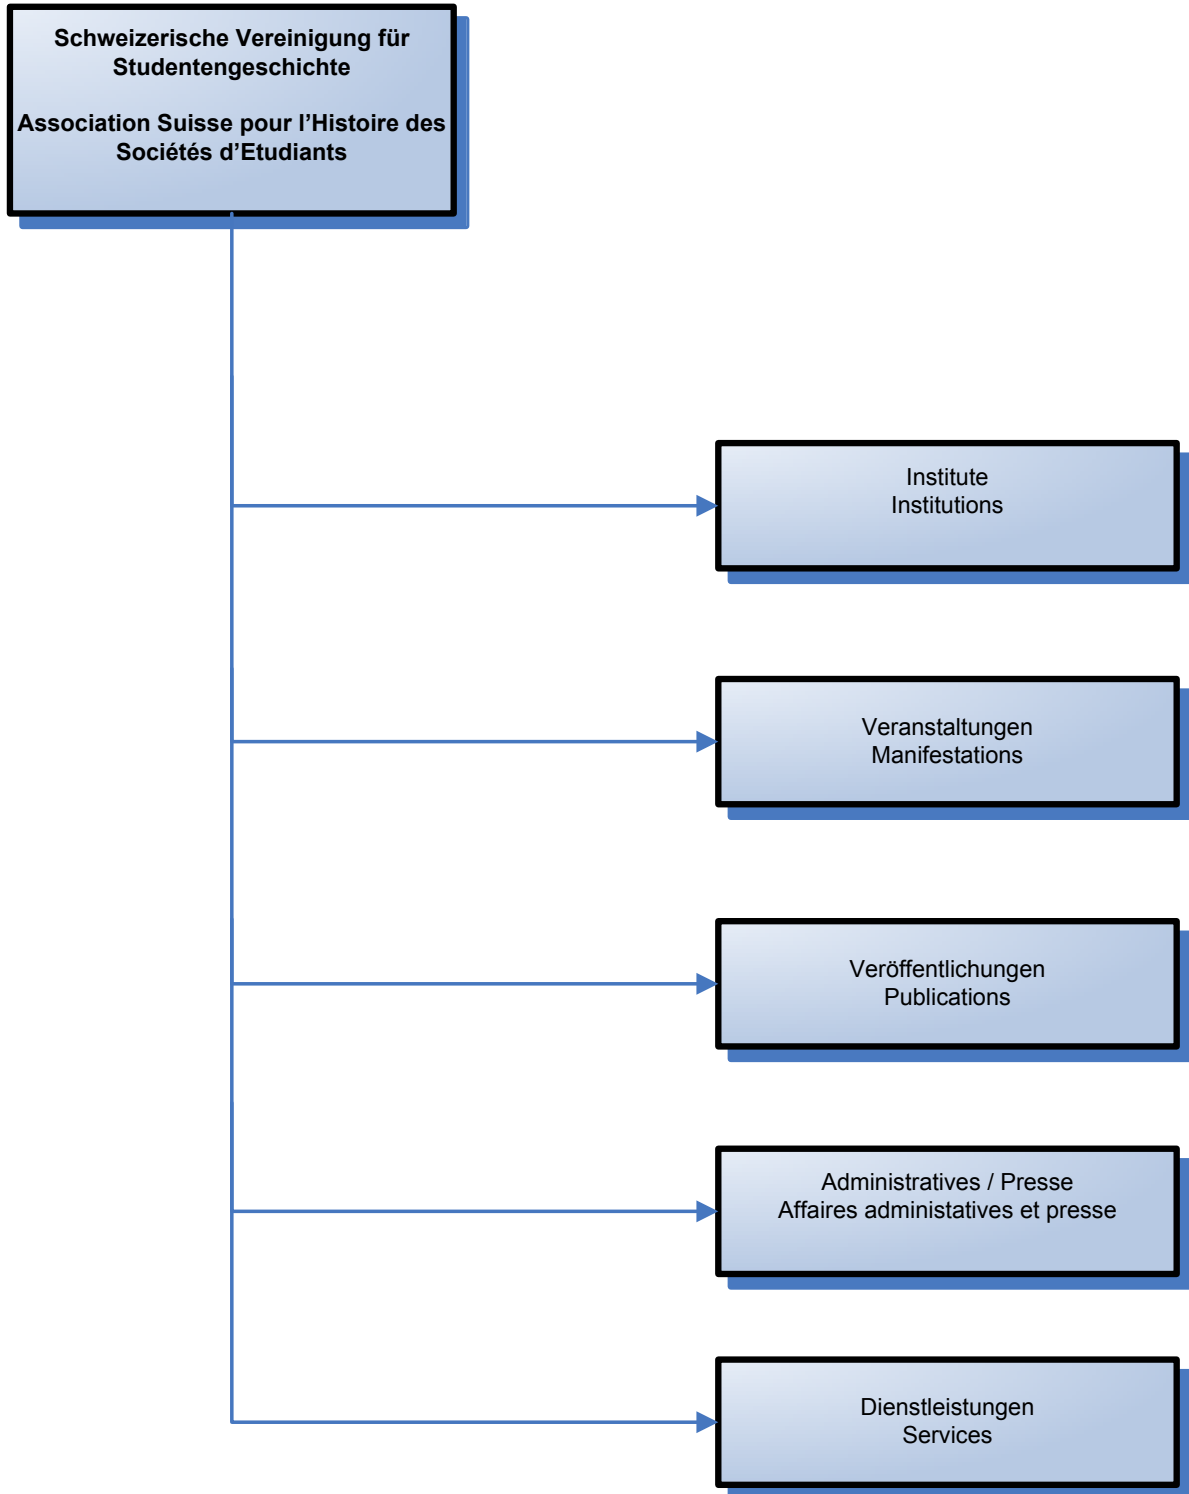 Schweizerische Vereinigung für
Studentengeschichte
Association Suisse pour l’Histoire des
Sociétés d’Etudiants
Institute
Institutions
Veranstaltungen
Manifestations
Veröffentlichungen
Publications
Administratives / Presse
Affaires administatives et presse
Dienstleistungen
Services